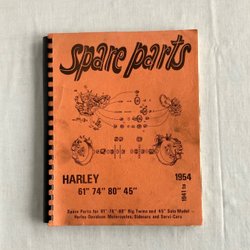 spare parts
HARLEY
61" 74" 80" 45"
1941 to 1954
Spare Parts for 61" 74" 80" Big Twins and 45" Solo Model
Harley-Davidson Motorcycles, Sidecars and Servi-Cars